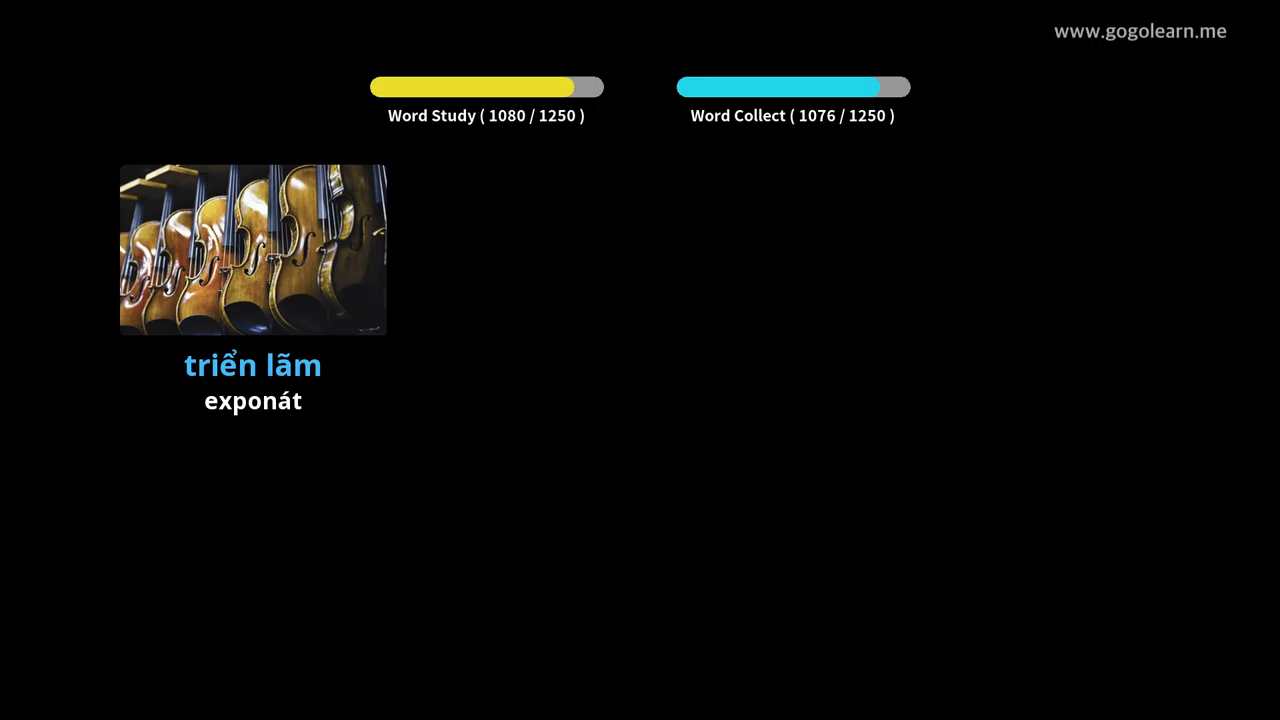 www.gogolearn.me
Word Study ( 1080 / 1250 )
Word Collect ( 1076 / 1250 )
triển lãm
exponát